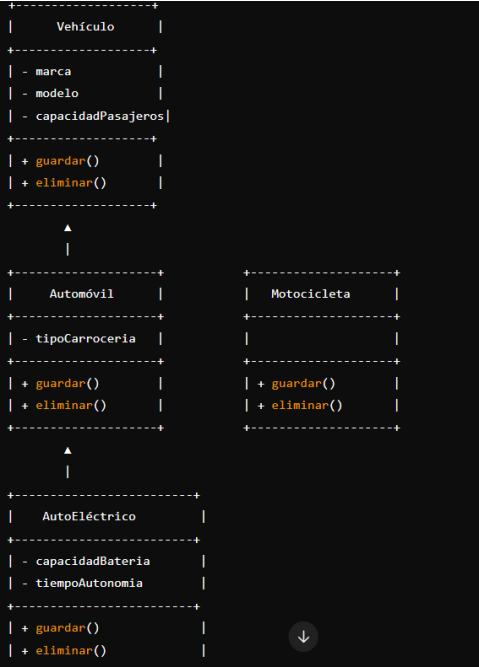 +-------------------+
|      Vehículo      |
+-------------------+
| - marca            |
| - modelo           |
| - capacidadPasajeros|
+-------------------+
| + guardar()        |
| + eliminar()       |
+-------------------+
        ▲
        |
+--------------------+            +--------------------+
|     Automóvil      |           |   Motocicleta      |
+--------------------+            +--------------------+
| - tipoCarroceria   |           |                    |
+--------------------+            +--------------------+
| + guardar()        |           | + guardar()        |
| + eliminar()       |           | + eliminar()       |
+--------------------+            +--------------------+
        ▲
        |
+-------------------------+
|    AutoEléctrico         |
+-------------------------+
| - capacidadBateria       |
| - tiempoAutonomia        |
+-------------------------+
| + guardar()              |
| + eliminar()             |